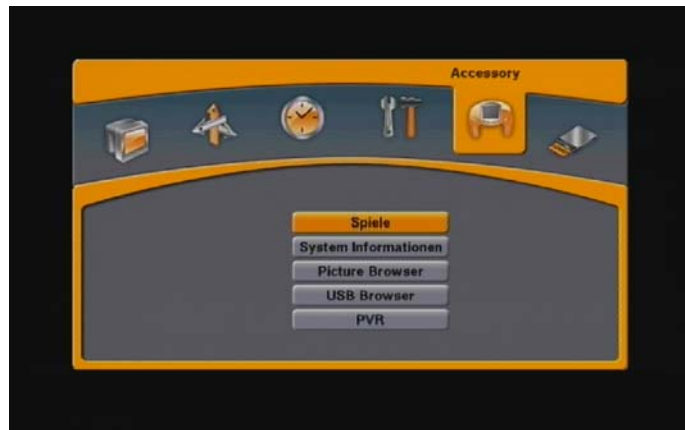 Accessory
Spiele
System Informationen
Picture Browser
USB Browser
PVR